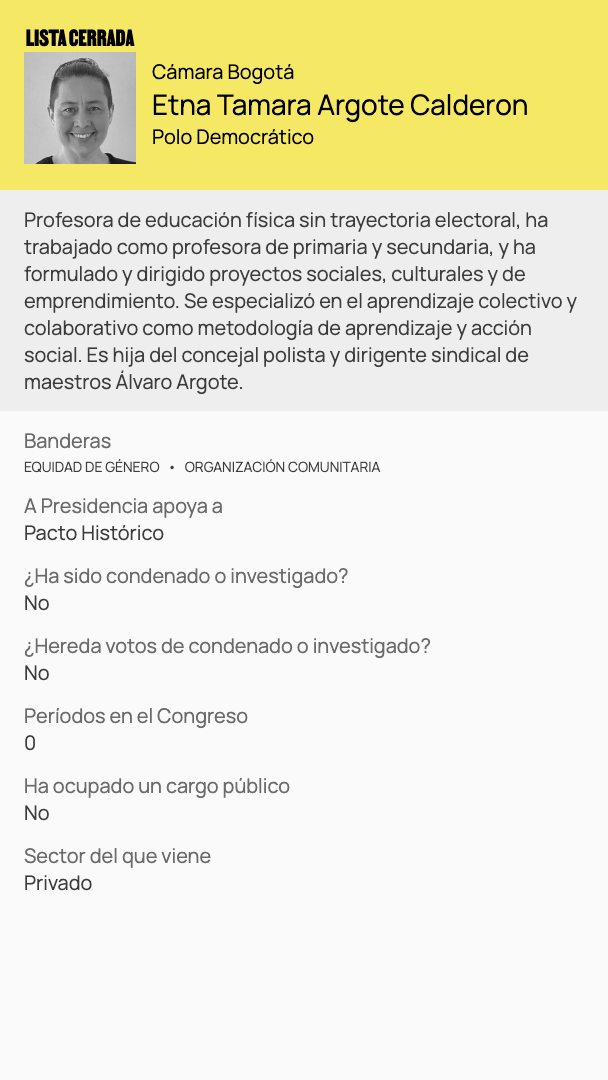 LISTA CERRADA
Cámara Bogotá
Etna Tamara Argote Calderon
Polo Democrático
Profesora de educación física sin trayectoria electoral, ha
trabajado como profesora de primaria y secundaria, y ha
formulado y dirigido proyectos sociales, culturales y de
emprendimiento. Se especializó en el aprendizaje colectivo y
colaborativo como metodología de aprendizaje y acción
social. Es hija del concejal polista y dirigente sindical de
maestros Álvaro Argote.
Banderas
EQUIDAD DE GÉNERO • ORGANIZACIÓN COMUNITARIA
A Presidencia apoya a
Pacto Histórico
¿Ha sido condenado o investigado?
No
¿Hereda votos de condenado o investigado?
No
Períodos en el Congreso
0
Ha ocupado un cargo público
No
Sector del que viene
Privado